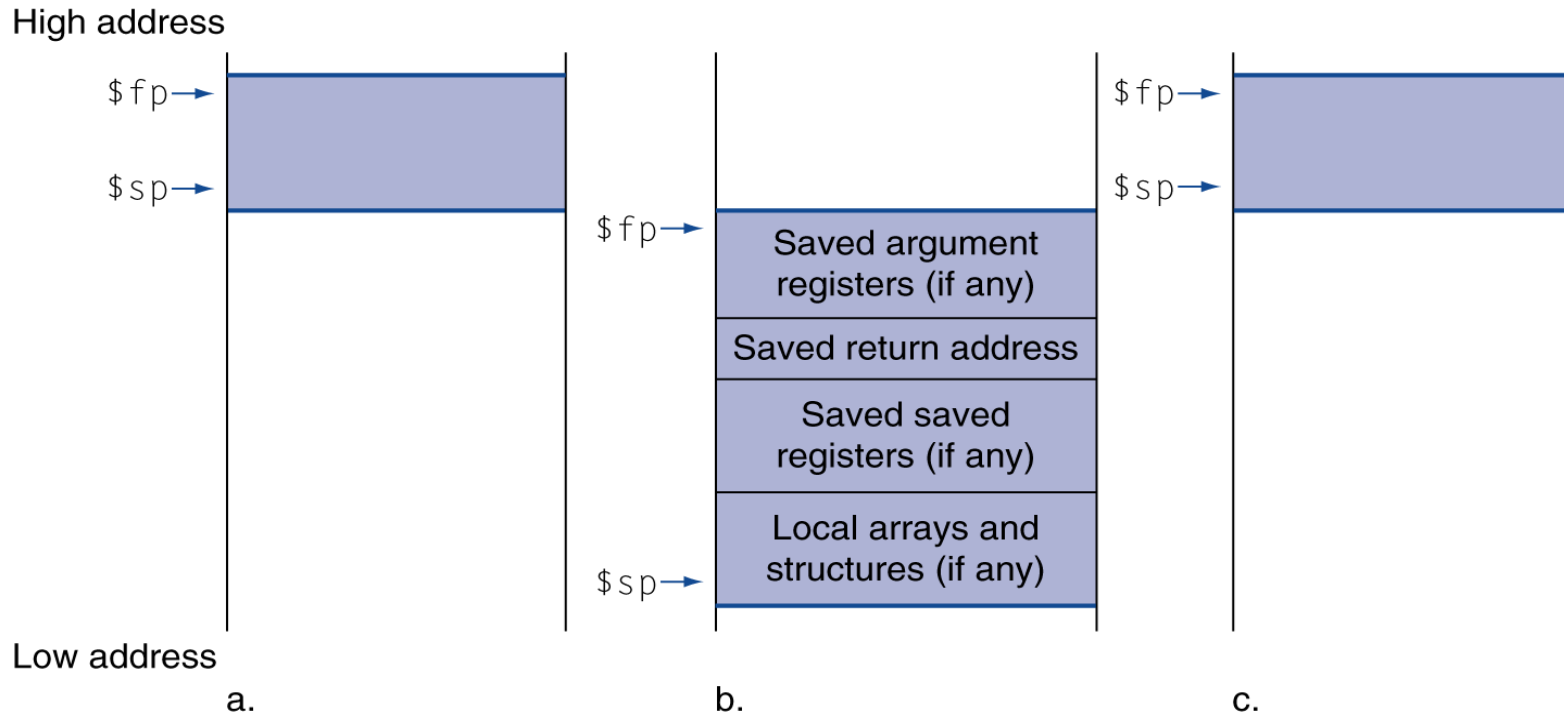 High address
$fp
$sp
$fp
Saved argument
registers (if any)
Saved return address
Saved saved
registers (if any)
Local arrays and
structures (if any)
$sp
$fp
$sp
Low address
a.
b.
c.